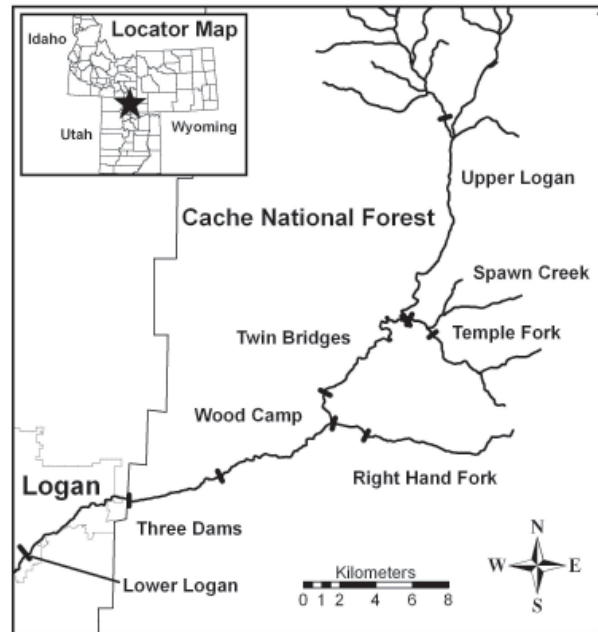 Locator Map
Idaho
Utah
Wyoming
Upper Logan
Cache National Forest
Spawn Creek
Twin Bridges
Temple Fork
Wood Camp
Right Hand Fork
Logan
Three Dams
Lower Logan
Kilometers
0 1 2 4 6 8
N
W E
S